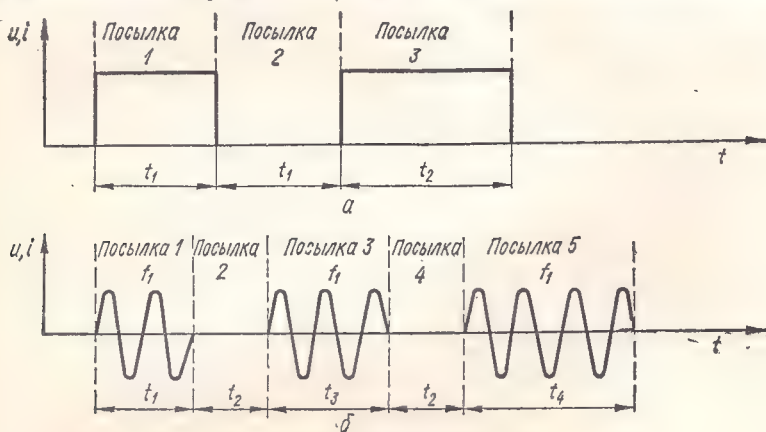 u,i
Посылка 1
Посылка 2
Посылка 3
t
t₁
t₁
t₂
а
u,i
Посылка 1
f₁
Посылка 2
Посылка 3
f₁
Посылка 4
Посылка 5
f₁
t
t₁
t₂
t₃
t₂
t₄
б